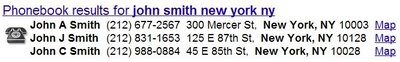 Phonebook results for john smith new york ny
John A Smith (212) 677-2567 300 Mercer St, New York, NY 10003 Map
John J Smith (212) 831-1653 125 E 87th St, New York, NY 10128 Map
John C Smith (212) 988-0884 45 E 85th St, New York, NY 10028 Map